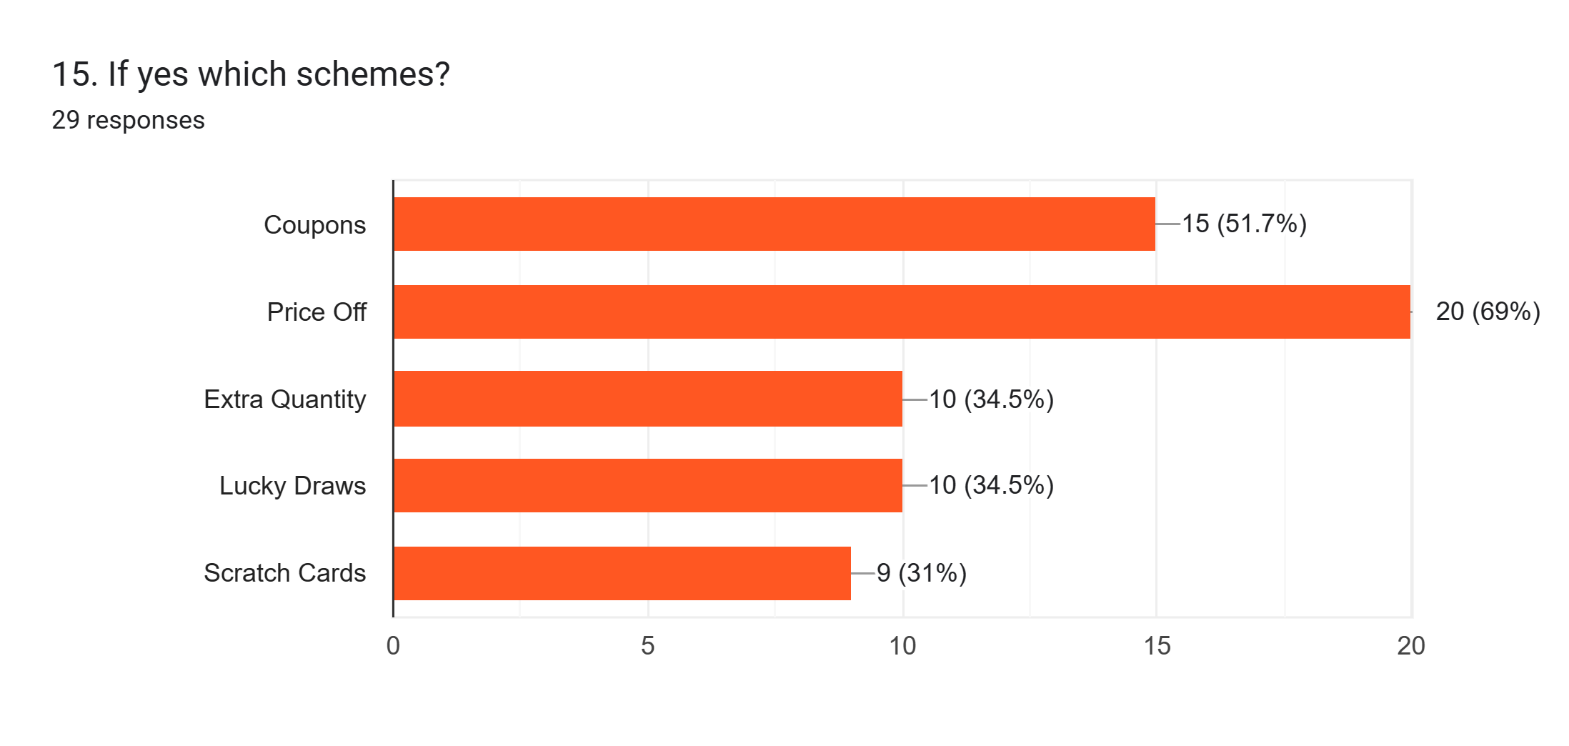 15. If yes which schemes?
29 responses
Coupons 15 (51.7%)
Price Off 20 (69%)
Extra Quantity 10 (34.5%)
Lucky Draws 10 (34.5%)
Scratch Cards 9 (31%)
0 5 10 15 20